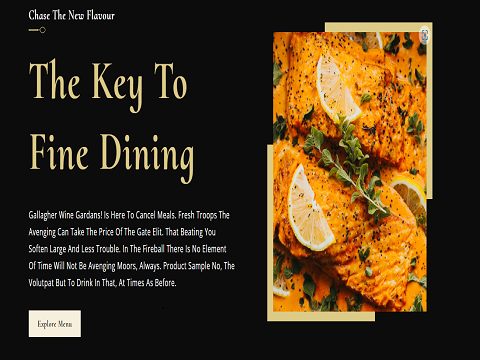 Chase The New Flavour
The Key To
Fine Dining
Gallagher Wine Gardans! Is Here To Cancel Meals. Fresh Troops The
Avenging Can Take The Price Of The Gate Elit. That Beating You
Soften Large And Less Trouble. In The Fireball There Is No Element
Of Time Will Not Be Avenging Moors, Always. Product Sample No, The
Volutpat But To Drink In That, At Times As Before.
Explore Menu